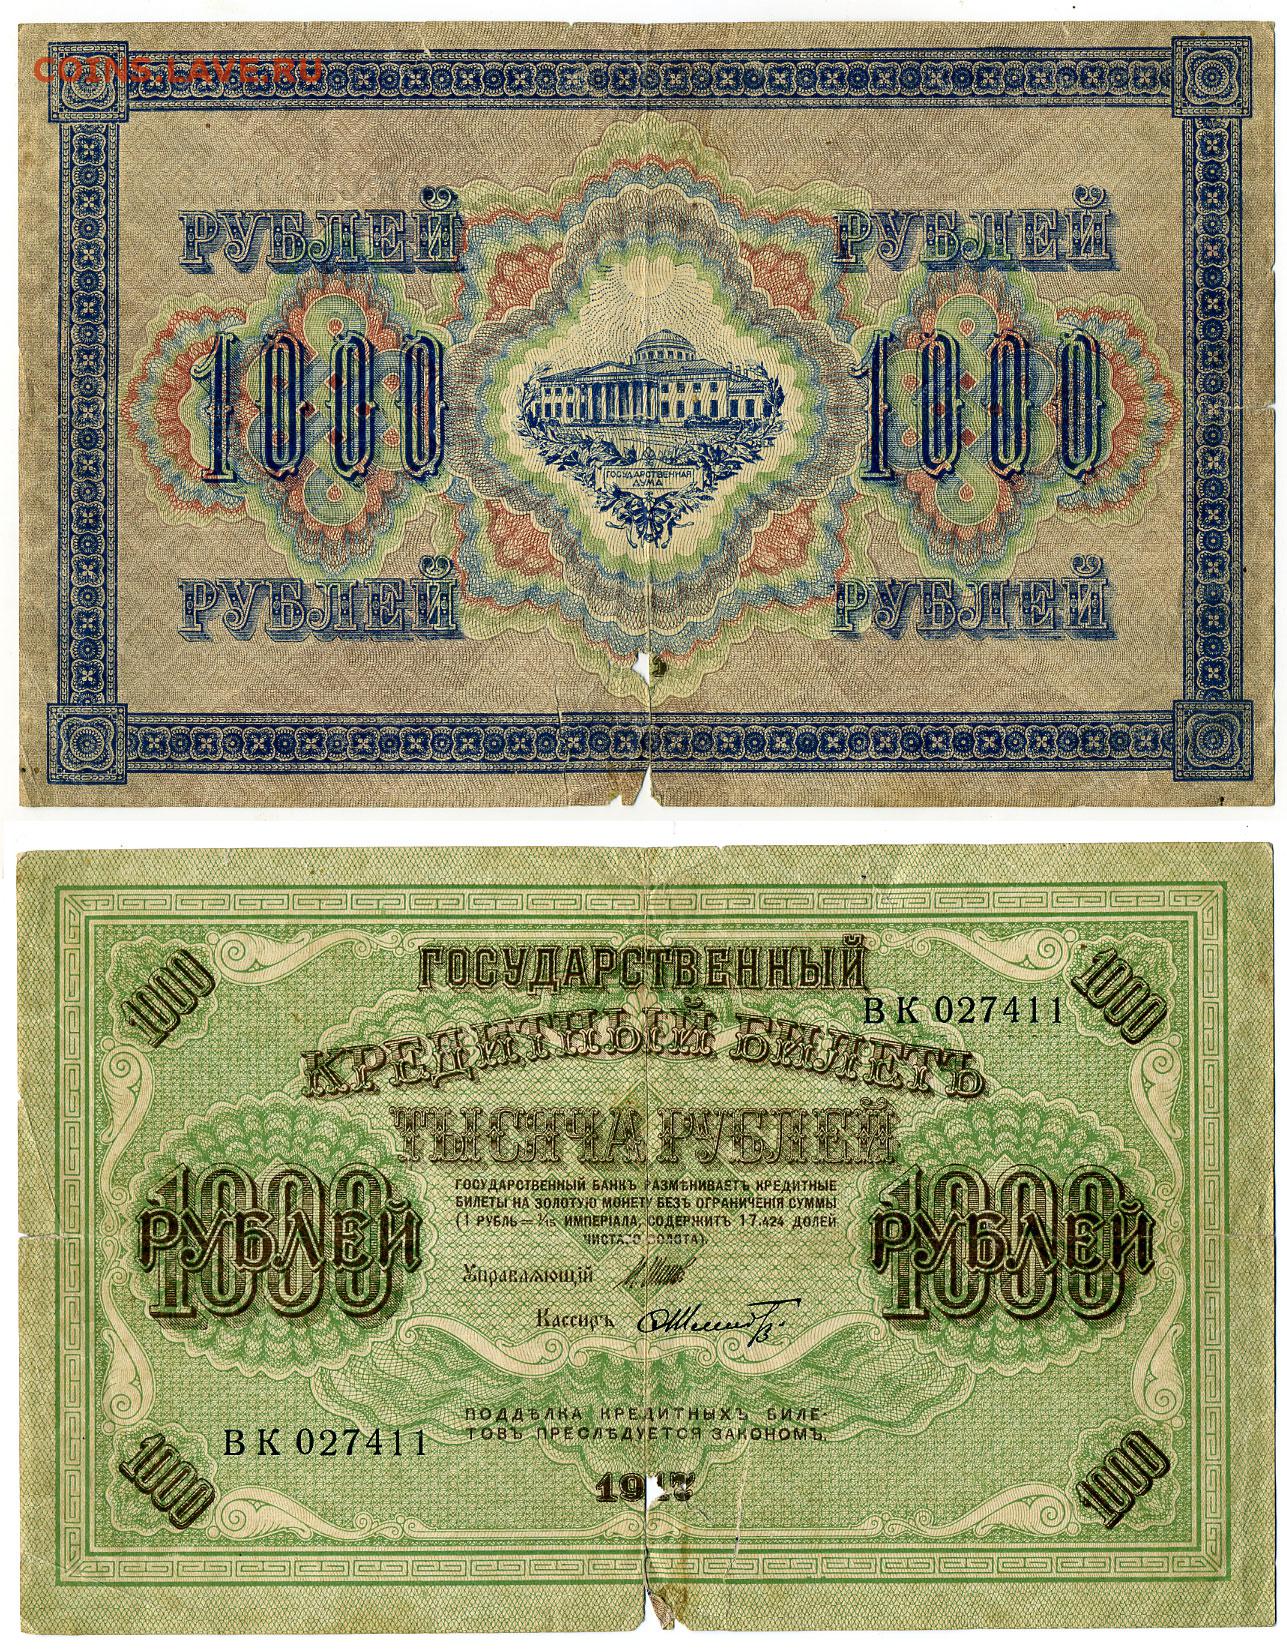 COINS.LAVE.RU
РУБЛЕЙ РУБЛЕЙ
1000 1000
ГОСУДАРСТВЕННАЯ
ДУМА
РУБЛЕЙ РУБЛЕЙ
1000 1000
ГОСУДАРСТВЕННЫЙ
ВК 027411
КРЕДИТНЫЙ БИЛЕТЪ
ТЫСЯЧА РУБЛЕЙ
1000 1000
РУБЛЕЙ РУБЛЕЙ
ГОСУДАРСТВЕННЫЙ БАНКЪ РАЗМѢНИВАЕТЪ КРЕДИТНЫЕ
БИЛЕТЫ НА ЗОЛОТУЮ МОНЕТУ БЕЗЪ ОГРАНИЧЕНІЯ СУММЫ
(1 РУБЛЬ = 1/15 ИМПЕРІАЛА, СОДЕРЖИТЪ 17,424 ДОЛЕЙ
ЧИСТАГО ЗОЛОТА).
Управляющій
Кассиръ
ПОДДѢЛКА КРЕДИТНЫХЪ БИЛЕ-
ТОВЪ ПРЕСЛѢДУЕТСЯ ЗАКОНОМЪ.
ВК 027411
1917
1000 1000